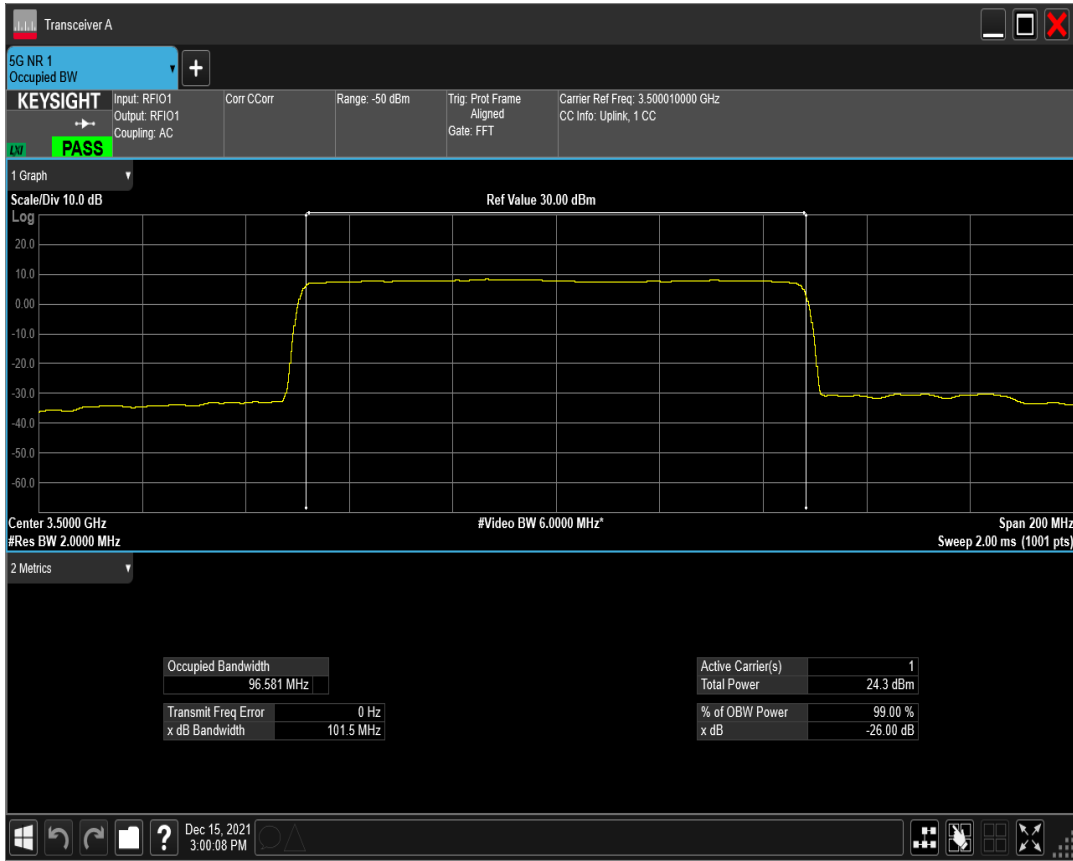 Transceiver A
5G NR 1
Occupied BW
KEYSIGHT
LXI
PASS
Input: RFIO1
Output: RFIO1
Coupling: AC
Corr CCorr
Range: -50 dBm
Trig: Prot Frame
Aligned
Gate: FFT
Carrier Ref Freq: 3.500010000 GHz
CC Info: Uplink, 1 CC
1 Graph
Scale/Div 10.0 dB
Ref Value 30.00 dBm
Log
20.0
10.0
0.00
-10.0
-20.0
-30.0
-40.0
-50.0
-60.0
Center 3.5000 GHz
#Video BW 6.0000 MHz*
Span 200 MHz
#Res BW 2.0000 MHz
Sweep 2.00 ms (1001 pts)
2 Metrics
Occupied Bandwidth
96.581 MHz
Transmit Freq Error 0 Hz
x dB Bandwidth 101.5 MHz
Active Carrier(s) 1
Total Power 24.3 dBm
% of OBW Power 99.00 %
x dB -26.00 dB
Dec 15, 2021
3:00:08 PM